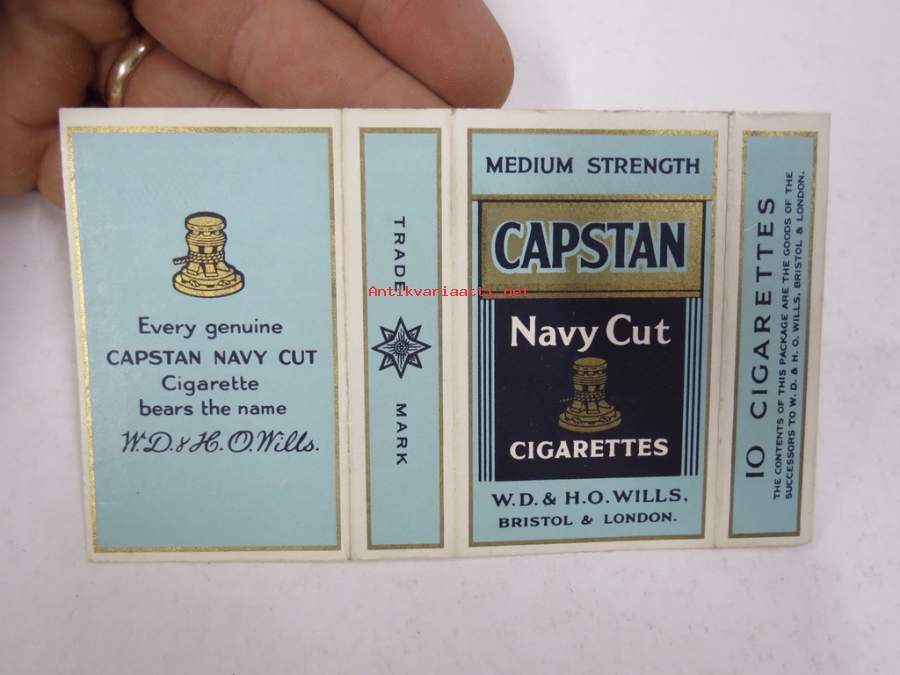 Every genuine
CAPSTAN NAVY CUT
Cigarette
bears the name
W.D. & H.O. Wills.
TRADE
MARK
MEDIUM STRENGTH
CAPSTAN
Navy Cut
CIGARETTES
W.D. & H.O. WILLS,
BRISTOL & LONDON.
10 CIGARETTES
THE CONTENTS OF THIS PACKAGE ARE THE GOODS OF THE
SUCCESSORS TO W. D. & H. O. WILLS, BRISTOL & LONDON.
Antikvariaatti.net